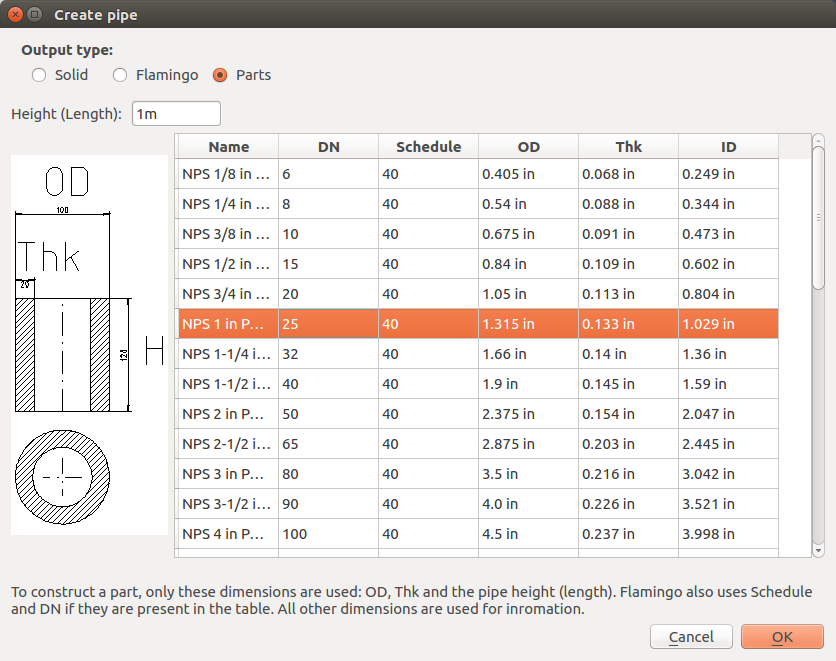 Create pipe
Output type:
Solid Flamingo Parts
Height (Length): 1m
Name DN Schedule OD Thk ID
NPS 1/8 in ... 6 40 0.405 in 0.068 in 0.249 in
NPS 1/4 in ... 8 40 0.54 in 0.088 in 0.344 in
NPS 3/8 in ... 10 40 0.675 in 0.091 in 0.473 in
NPS 1/2 in ... 15 40 0.84 in 0.109 in 0.602 in
NPS 3/4 in ... 20 40 1.05 in 0.113 in 0.804 in
NPS 1 in P... 25 40 1.315 in 0.133 in 1.029 in
NPS 1-1/4 i... 32 40 1.66 in 0.14 in 1.36 in
NPS 1-1/2 i... 40 40 1.9 in 0.145 in 1.59 in
NPS 2 in P... 50 40 2.375 in 0.154 in 2.047 in
NPS 2-1/2 i... 65 40 2.875 in 0.203 in 2.445 in
NPS 3 in P... 80 40 3.5 in 0.216 in 3.042 in
NPS 3-1/2 i... 90 40 4.0 in 0.226 in 3.521 in
NPS 4 in P... 100 40 4.5 in 0.237 in 3.998 in
OD
100
Thk
20
120
H
To construct a part, only these dimensions are used: OD, Thk and the pipe height (length). Flamingo also uses Schedule
and DN if they are present in the table. All other dimensions are used for inromation.
Cancel OK